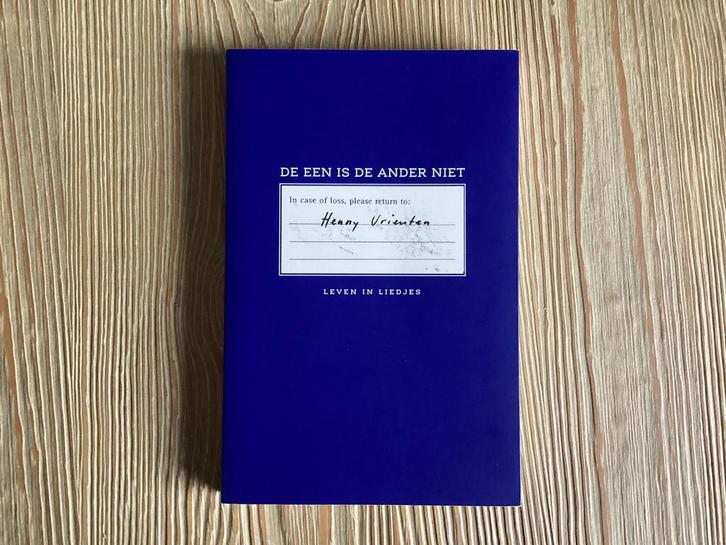 DE EEN IS DE ANDER NIET
In case of loss, please return to:
Henny Vrienten
LEVEN IN LIEDJES